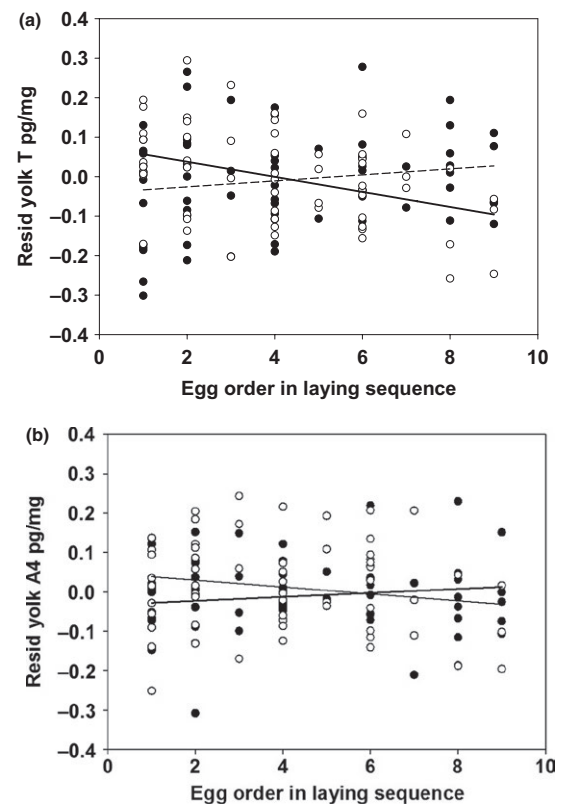 (a)
0.4
0.3
0.2
0.1
0.0
–0.1
–0.2
–0.3
–0.4
Resid yolk T pg/mg
0 2 4 6 8 10
Egg order in laying sequence
(b)
0.4
0.3
0.2
0.1
0.0
–0.1
–0.2
–0.3
–0.4
Resid yolk A4 pg/mg
0 2 4 6 8 10
Egg order in laying sequence